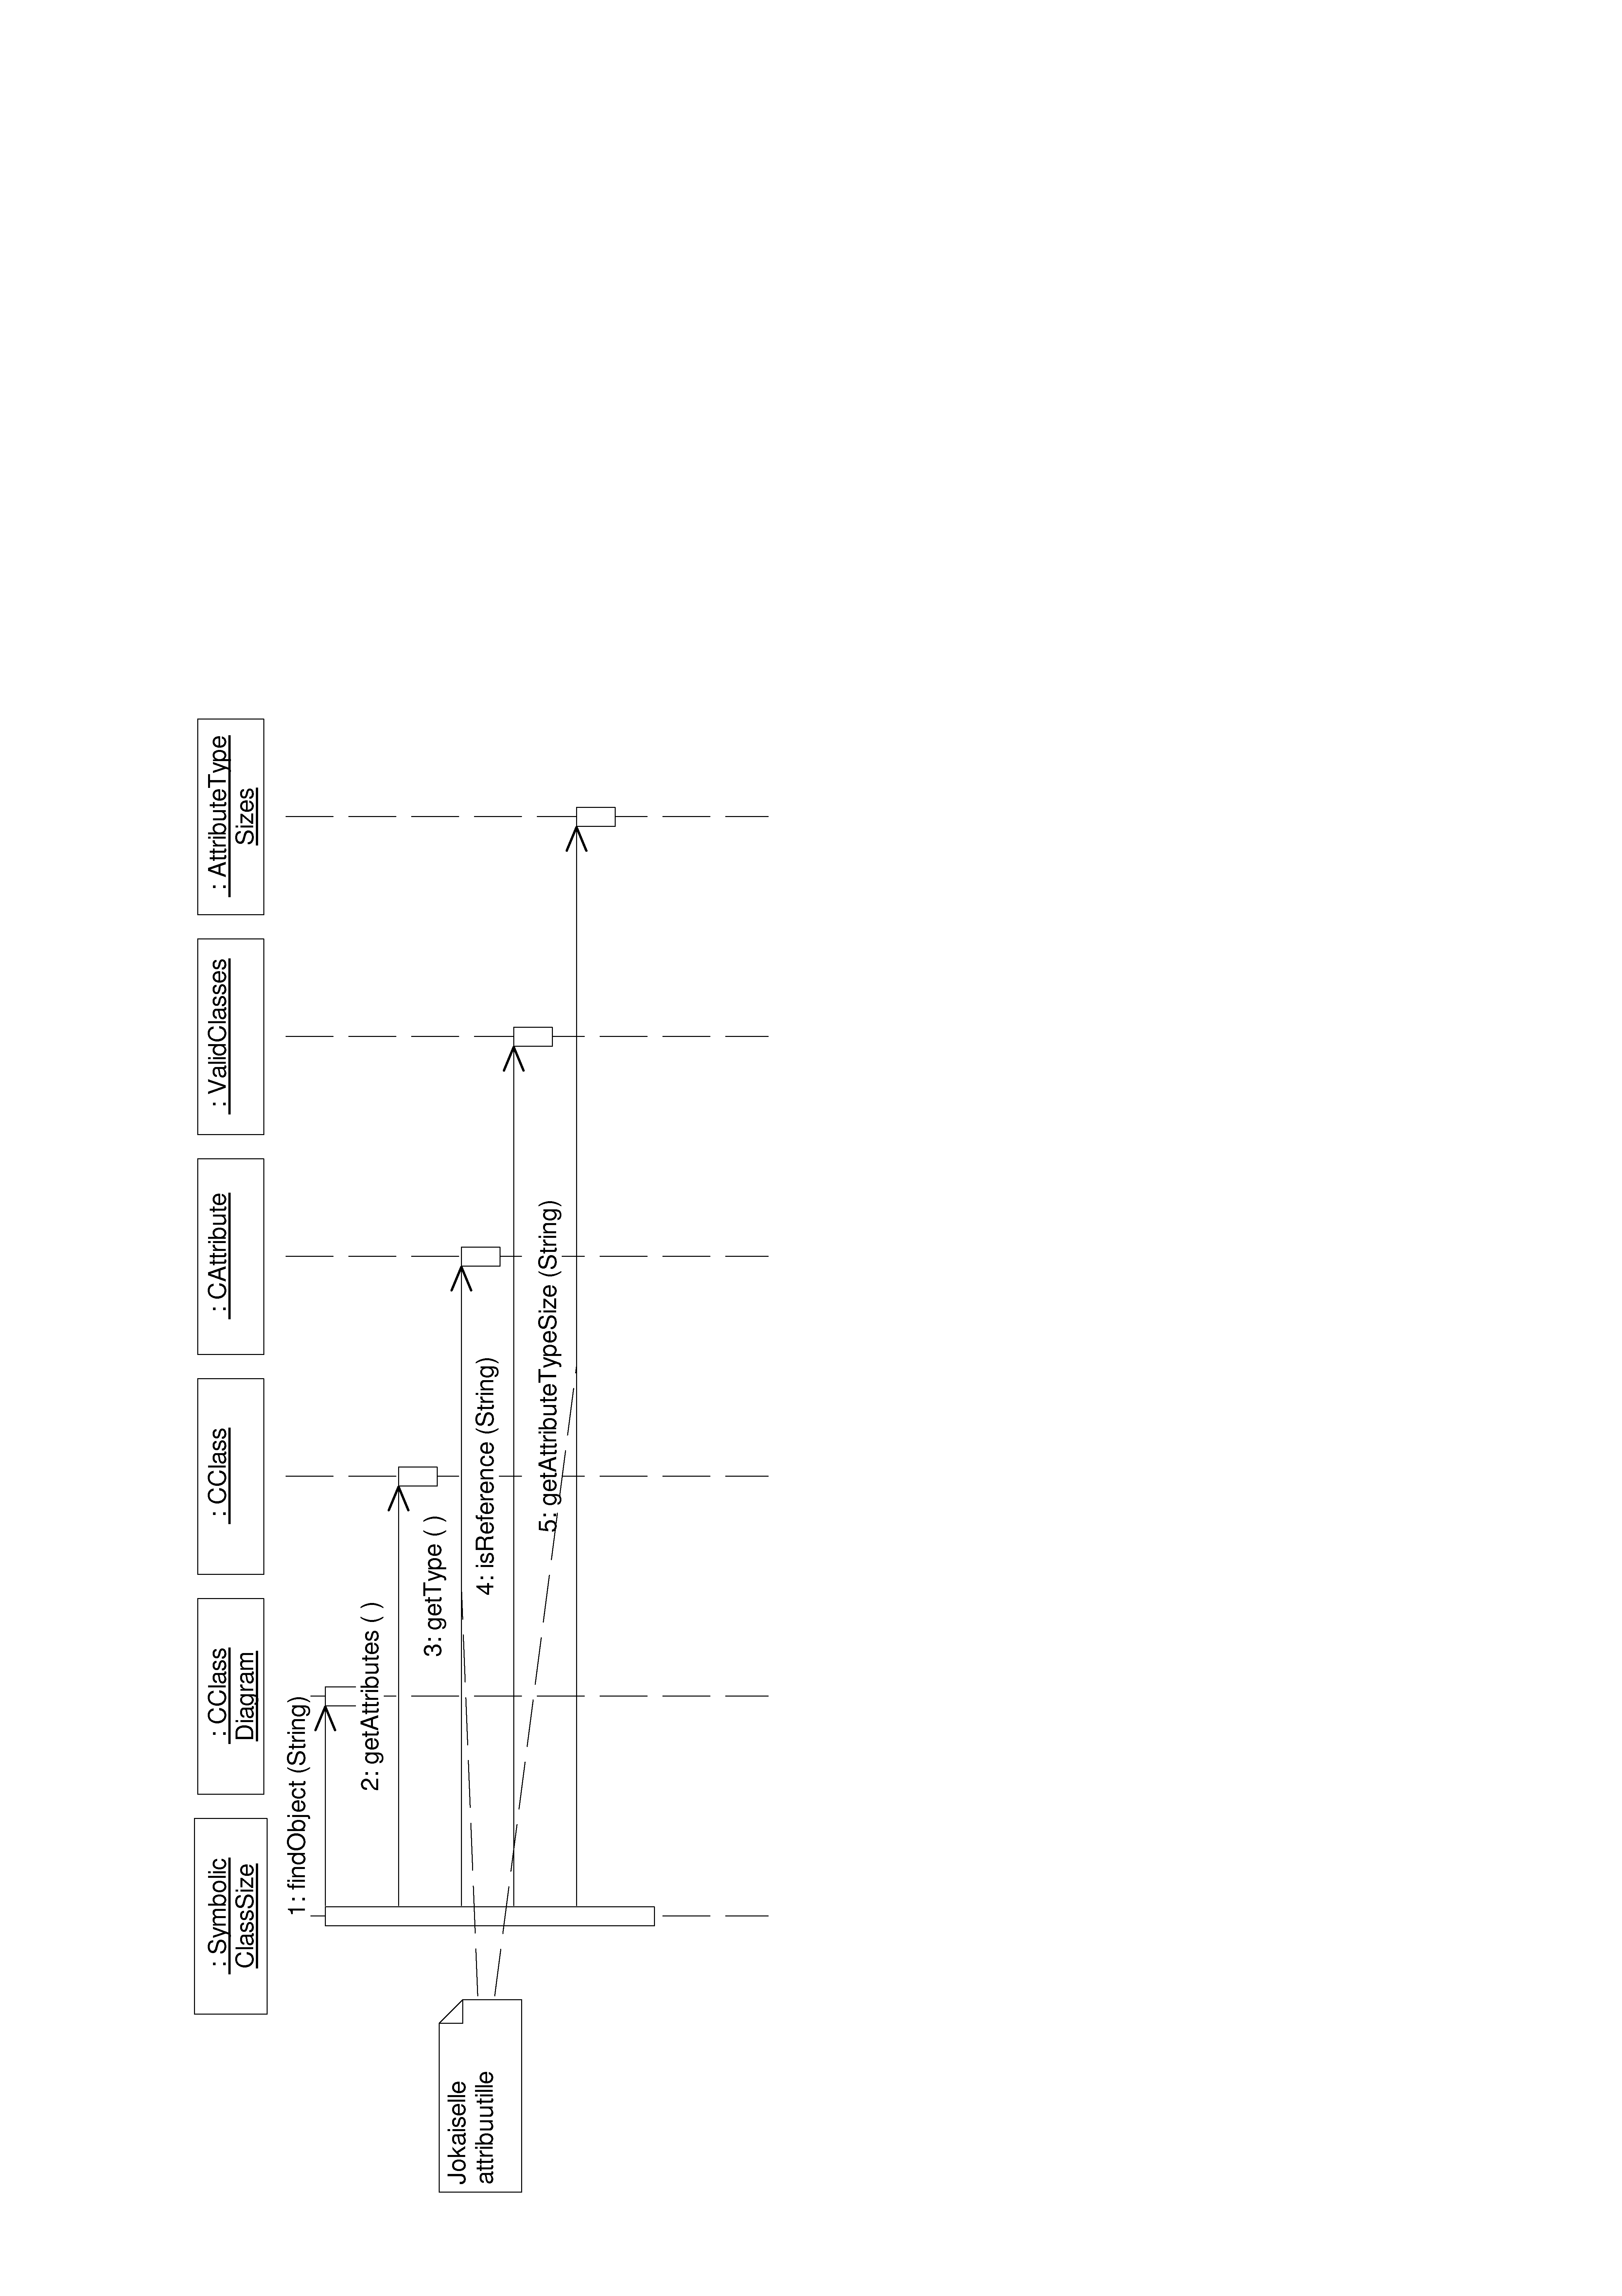 : Symbolic
ClassSize
: CClass
Diagram
: CClass
: CAttribute
: ValidClasses
: AttributeType
Sizes
1: findObject (String)
2: getAttributes ( )
3: getType ( )
4: isReference (String)
5: getAttributeTypeSize (String)
Jokaiselle
attribuutille